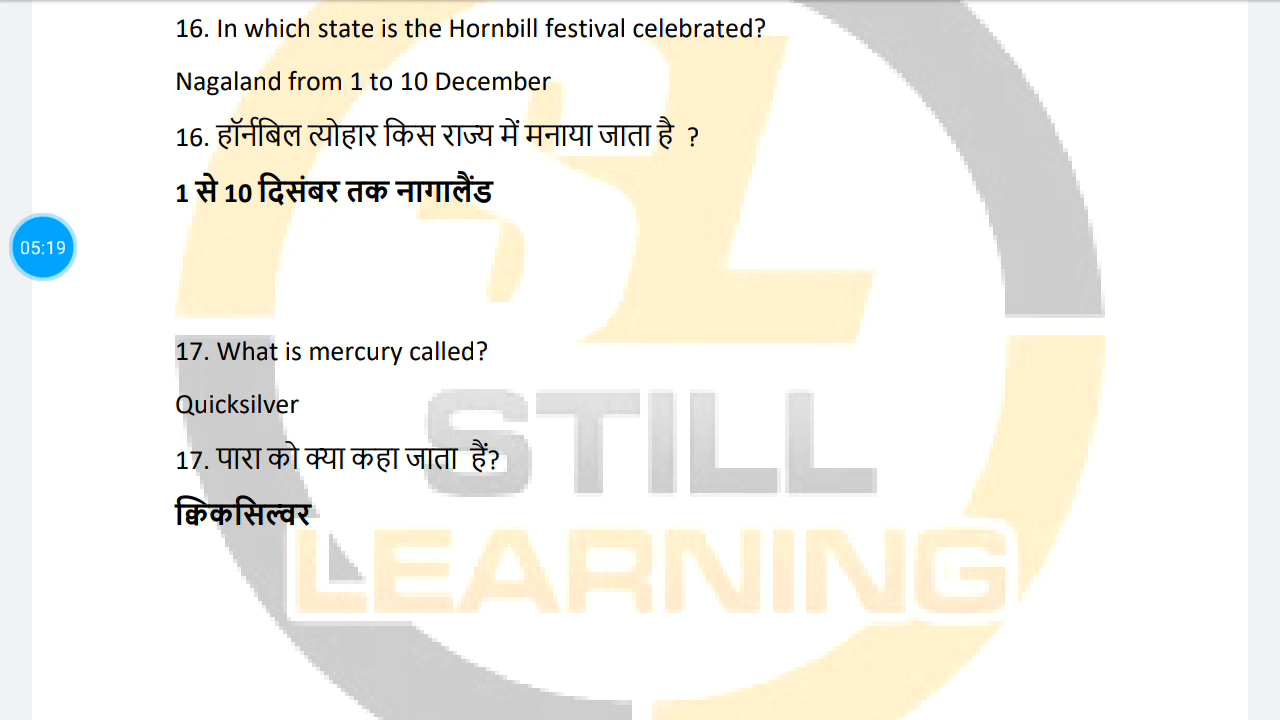 16. In which state is the Hornbill festival celebrated?
Nagaland from 1 to 10 December
16. हॉर्नबिल त्योहार किस राज्य में मनाया जाता है ?
1 से 10 दिसंबर तक नागालैंड
05:19
17. What is mercury called?
Quicksilver
17. पारा को क्या कहा जाता हैं?
क्विकसिल्वर
SL
STILL
LEARNING